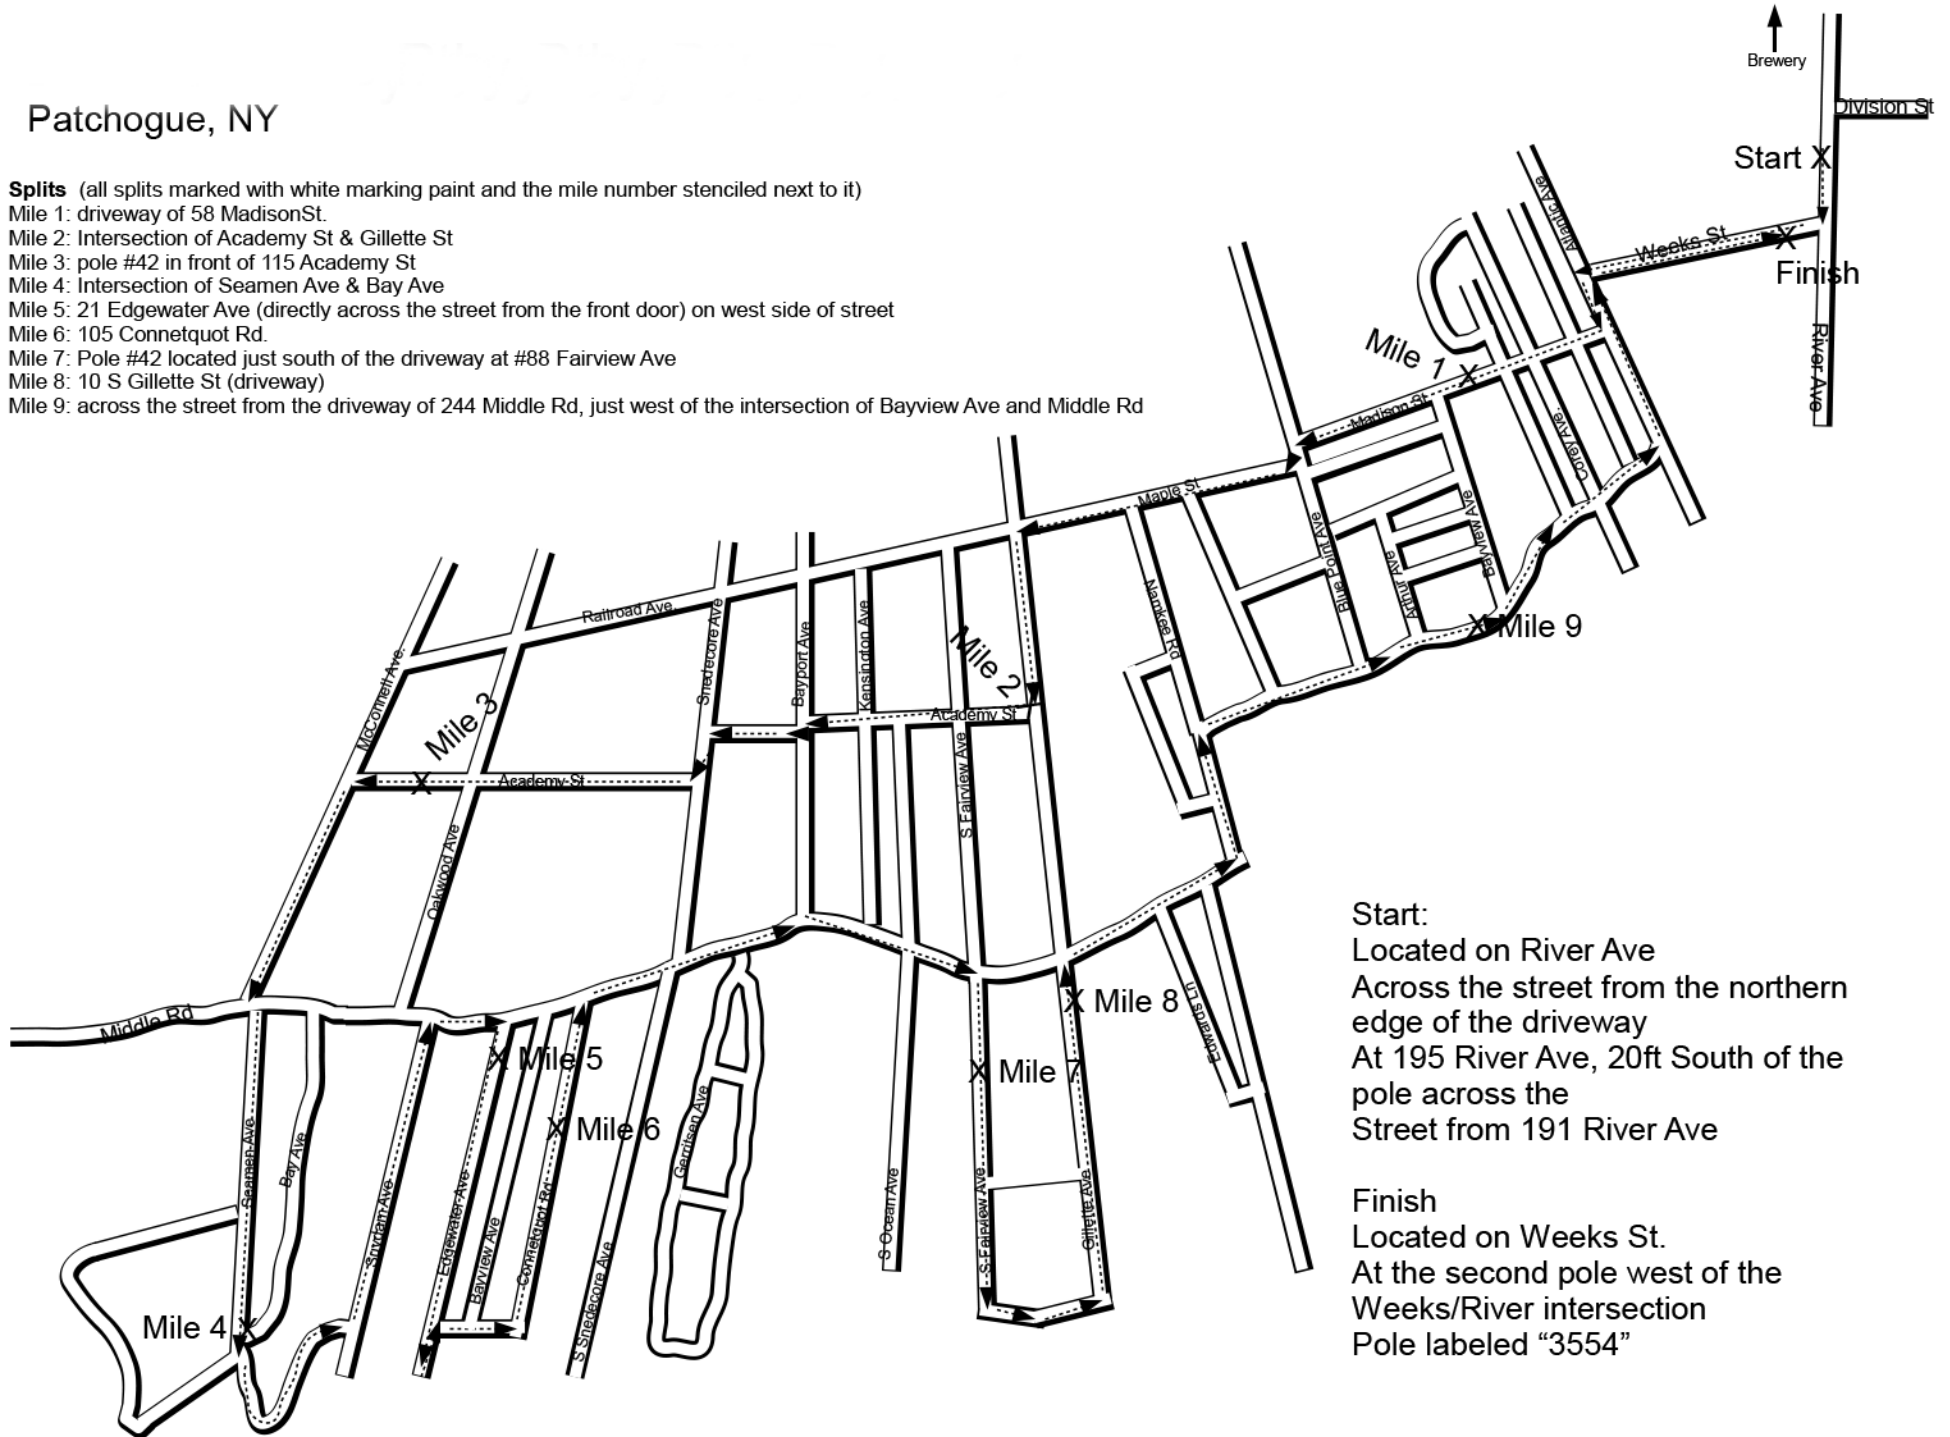 Brewery
Division St
Patchogue, NY
Start X
Splits (all splits marked with white marking paint and the mile number stenciled next to it)
Mile 1: driveway of 58 MadisonSt.
Mile 2: Intersection of Academy St & Gillette St
Mile 3: pole #42 in front of 115 Academy St
Mile 4: Intersection of Seamen Ave & Bay Ave
Mile 5: 21 Edgewater Ave (directly across the street from the front door) on west side of street
Mile 6: 105 Connetquot Rd.
Mile 7: Pole #42 located just south of the driveway at #88 Fairview Ave
Mile 8: 10 S Gillette St (driveway)
Mile 9: across the street from the driveway of 244 Middle Rd, just west of the intersection of Bayview Ave and Middle Rd
Atlantic Ave
Weeks St
X
Finish
River Ave
Mile 1 X
Madison St
Corey Ave.
Maple St
Bayview Ave
Blue Point Ave
Arthur Ave
Namkee Rd
X Mile 9
Railroad Ave.
Snedecore Ave
Bayport Ave
Kensington Ave
Mile 2
McConnell Ave.
Mile 3
X
Academy St
Academy St
S Fairview Ave
Oakwood Ave
Middle Rd
X Mile 8
Edwards Ln
X Mile 5
X Mile 7
X Mile 6
Seamen Ave
Bay Ave
Gerritsen Ave
Snydam Ave
Edgewater Ave
Bayview Ave
Connetquot Rd
S Snedecore Ave
S Ocean Ave
S Fairview Ave
Gillette Ave
Mile 4 X
Start:
Located on River Ave
Across the street from the northern
edge of the driveway
At 195 River Ave, 20ft South of the
pole across the
Street from 191 River Ave
Finish
Located on Weeks St.
At the second pole west of the
Weeks/River intersection
Pole labeled “3554”